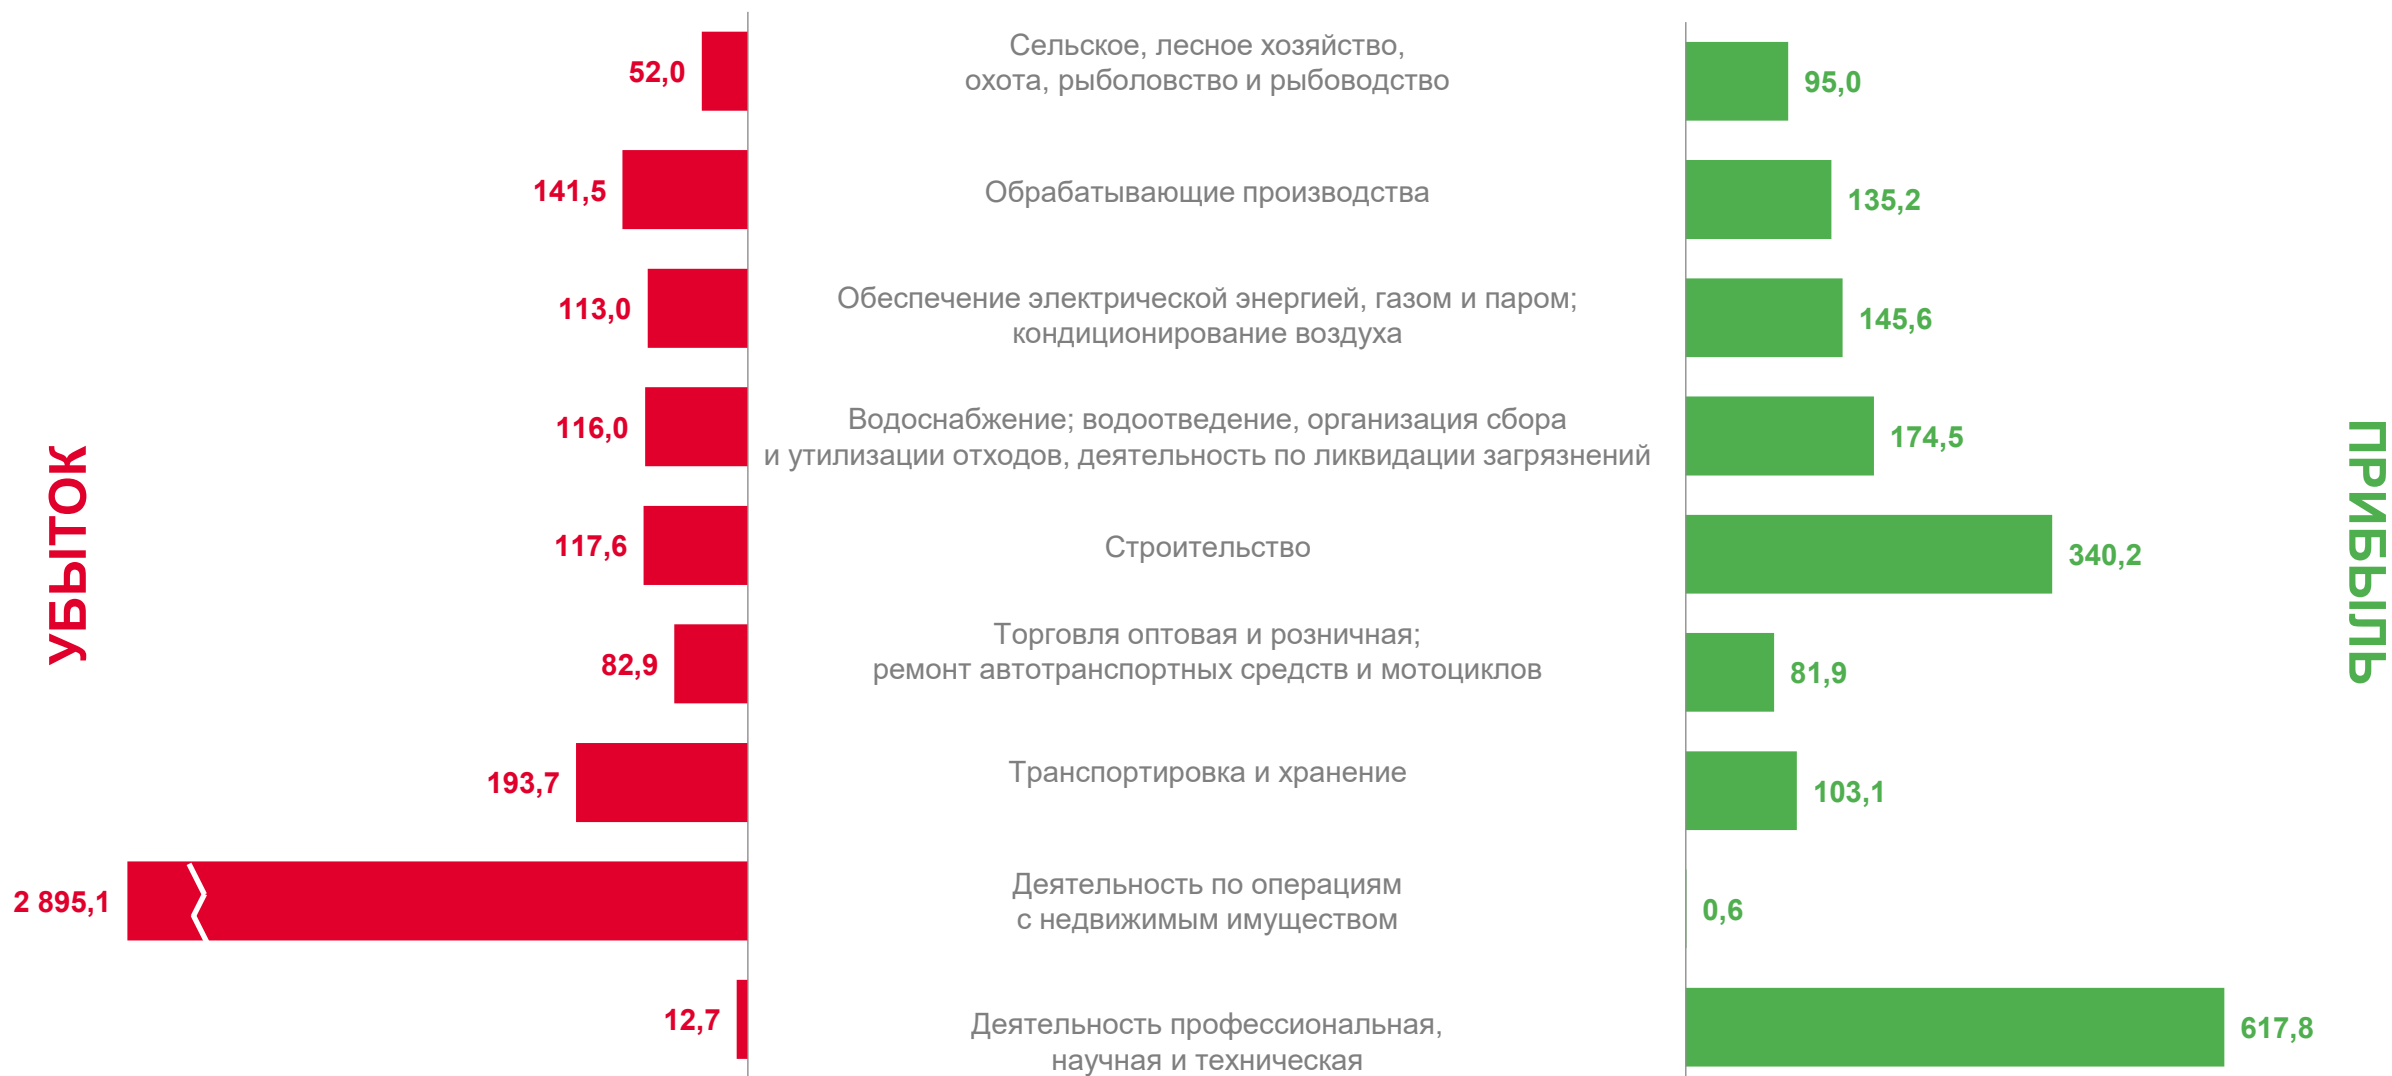 УБЫТОК
52,0
Сельское, лесное хозяйство,
охота, рыболовство и рыбоводство
95,0
141,5
Обрабатывающие производства
135,2
113,0
Обеспечение электрической энергией, газом и паром;
кондиционирование воздуха
145,6
116,0
Водоснабжение; водоотведение, организация сбора
и утилизации отходов, деятельность по ликвидации загрязнений
174,5
117,6
Строительство
340,2
82,9
Торговля оптовая и розничная;
ремонт автотранспортных средств и мотоциклов
81,9
193,7
Транспортировка и хранение
103,1
2 895,1
Деятельность по операциям
с недвижимым имуществом
0,6
12,7
Деятельность профессиональная,
научная и техническая
617,8
ПРИБЫЛЬ